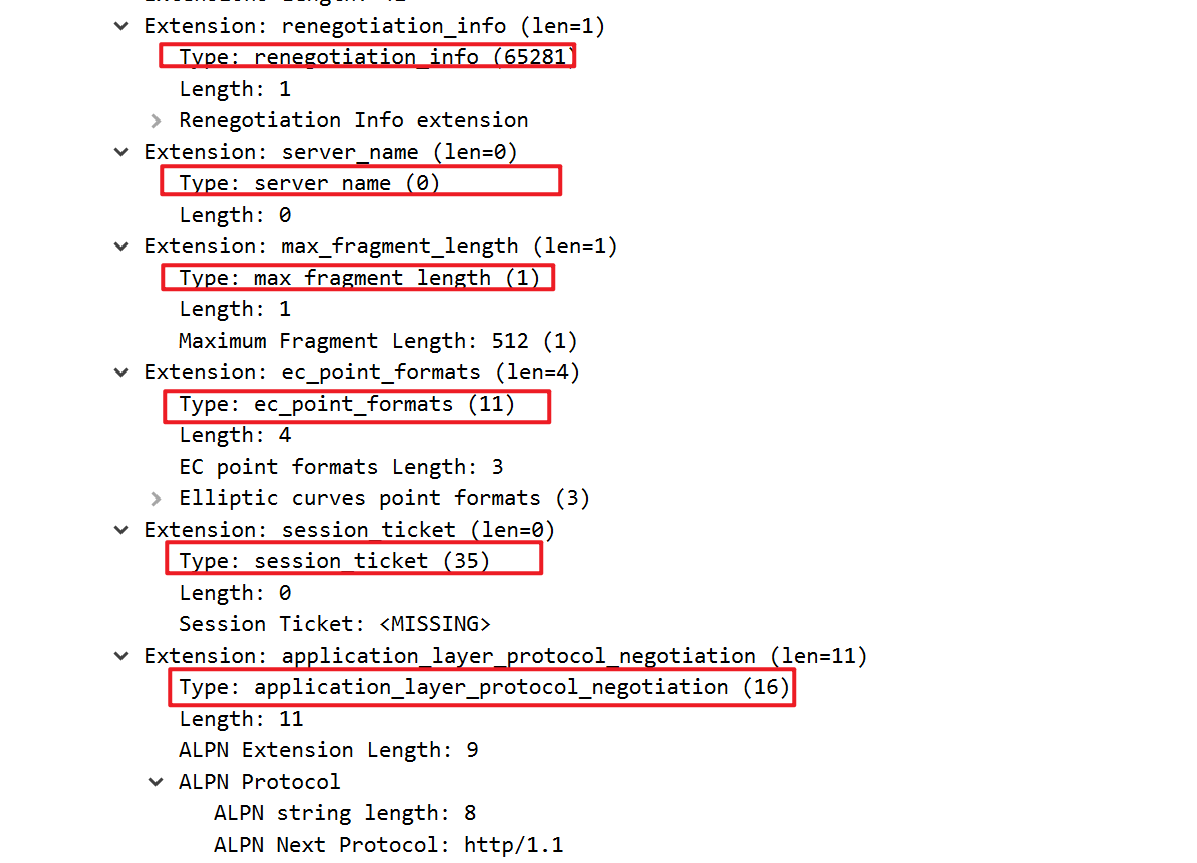 Extension: renegotiation_info (len=1)
Type: renegotiation_info (65281)
Length: 1
Renegotiation Info extension
Extension: server_name (len=0)
Type: server_name (0)
Length: 0
Extension: max_fragment_length (len=1)
Type: max_fragment_length (1)
Length: 1
Maximum Fragment Length: 512 (1)
Extension: ec_point_formats (len=4)
Type: ec_point_formats (11)
Length: 4
EC point formats Length: 3
Elliptic curves point formats (3)
Extension: session_ticket (len=0)
Type: session_ticket (35)
Length: 0
Session Ticket: <MISSING>
Extension: application_layer_protocol_negotiation (len=11)
Type: application_layer_protocol_negotiation (16)
Length: 11
ALPN Extension Length: 9
ALPN Protocol
ALPN string length: 8
ALPN Next Protocol: http/1.1